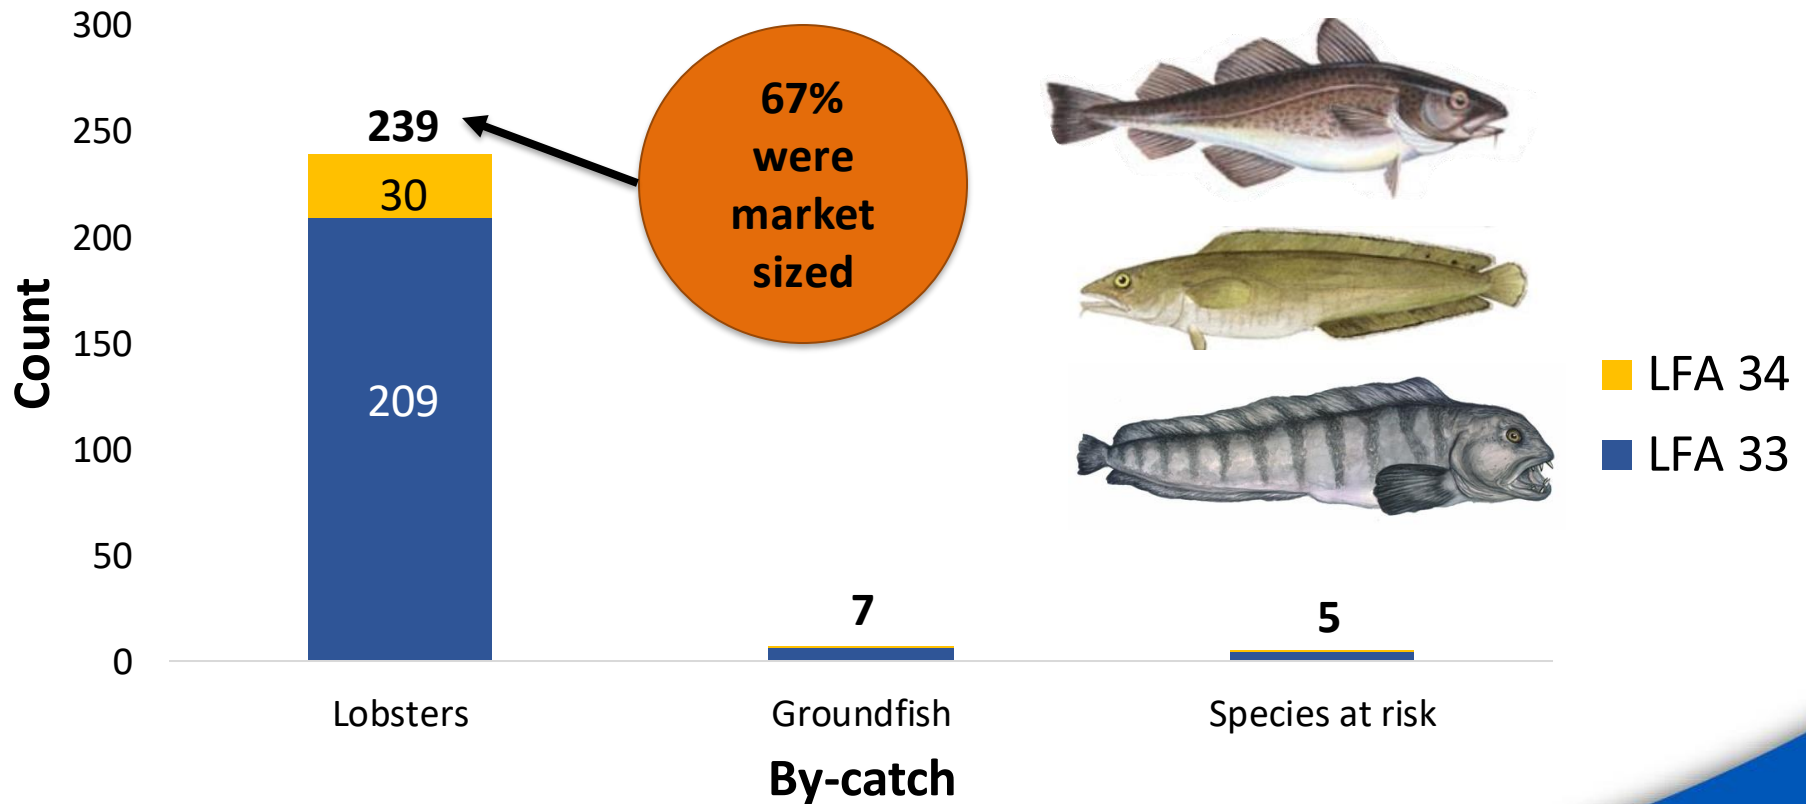 300
250
200
150
100
50
0
Count
239
30
209
67%
were
market
sized
7
5
Lobsters
Groundfish
Species at risk
By-catch
LFA 34
LFA 33